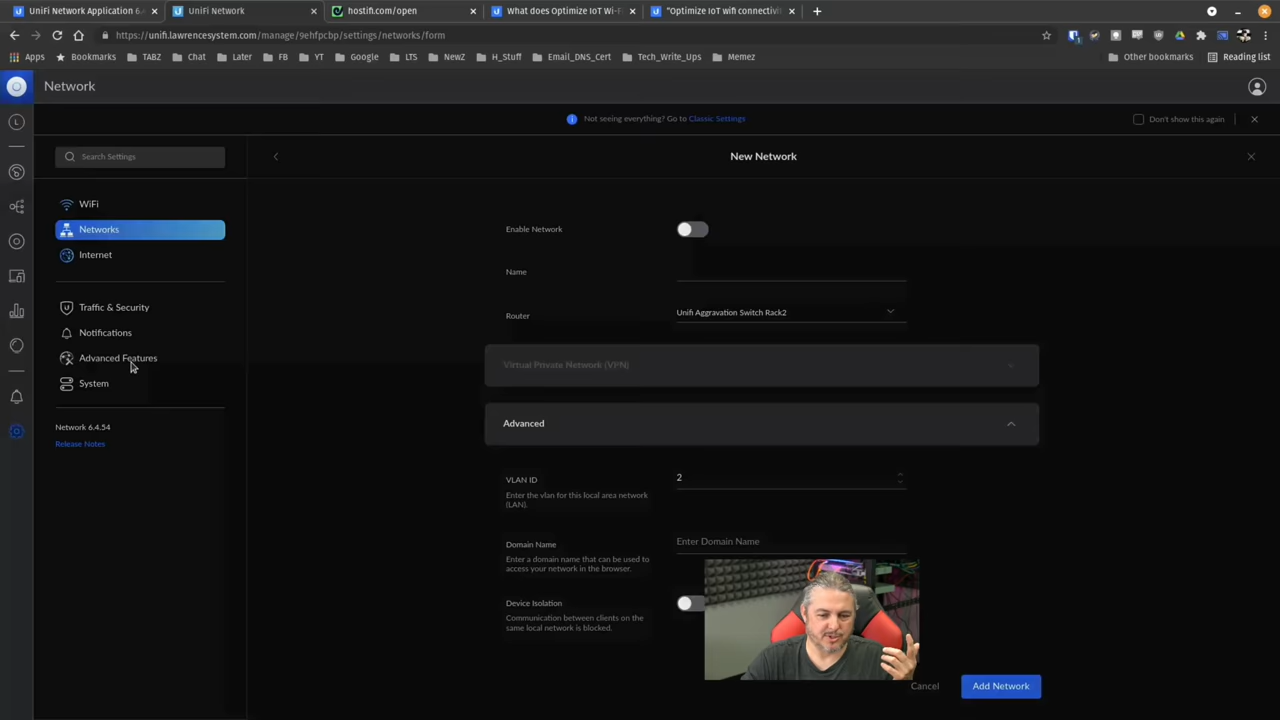 UniFi Network Application 6.4
UniFi Network
hostifi.com/open
What does Optimize IOT Wi-F
"Optimize IOT wifi connectiv
https://unifi.lawrencesystem.com/manage/9ehfpcbp/settings/networks/form
Apps
Bookmarks
TABZ
Chat
Later
FB
YT
Google
LTS
NewZ
H_Stuff
Email_DNS_Cert
Tech_Write_Ups
Memez
Other bookmarks
Reading list
Network
Not seeing everything? Go to Classic Settings
Don't show this again
Search Settings
New Network
WiFi
Networks
Internet
Traffic & Security
Notifications
Advanced Features
System
Network 6.4.54
Release Notes
Enable Network
Name
Router
Unifi Aggravation Switch Rack2
Virtual Private Network (VPN)
Advanced
VLAN ID
2
Enter the vlan for this local area network
(LAN).
Domain Name
Enter Domain Name
Enter a domain name that can be used to
access your network in the browser.
Device Isolation
Communication between clients on the
same local network is blocked.
Cancel
Add Network